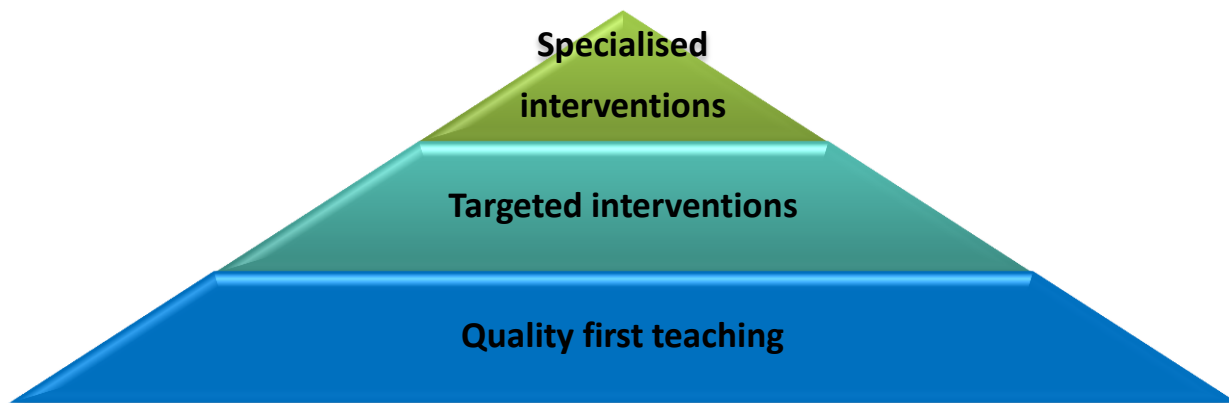 Specialised
interventions
Targeted interventions
Quality first teaching